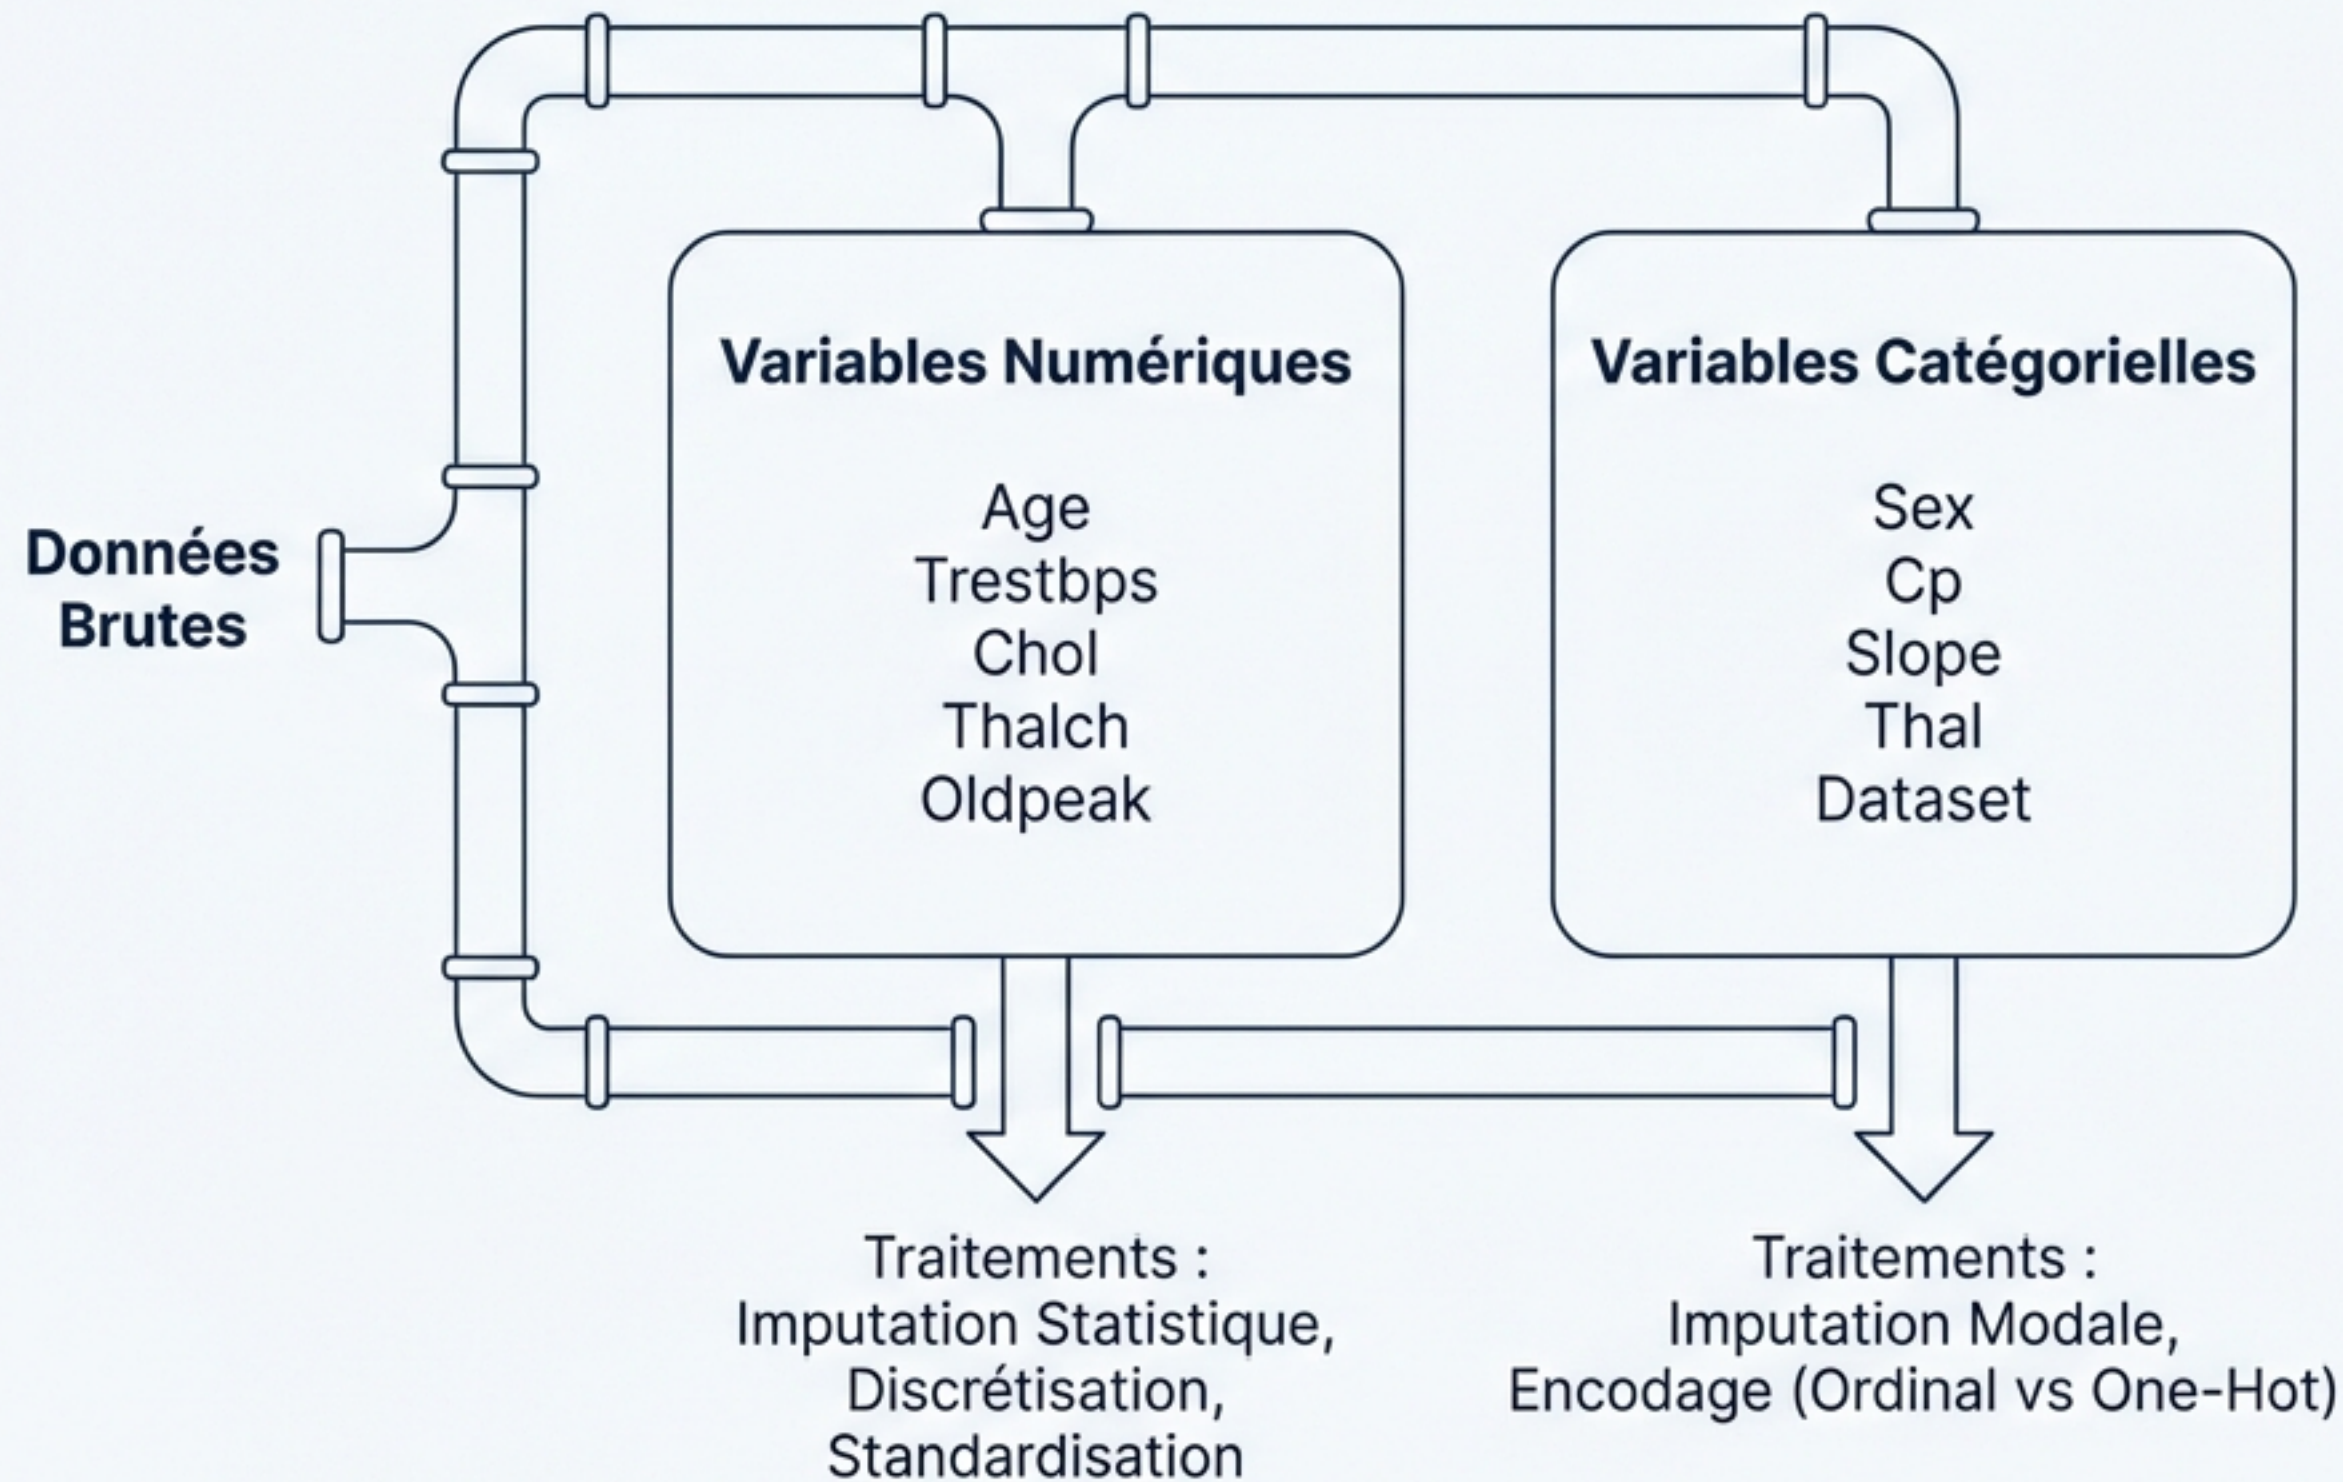 Données
Brutes
Variables Numériques
Age
Trestbps
Chol
Thalch
Oldpeak
Traitements :
Imputation Statistique,
Discrétisation,
Standardisation
Variables Catégorielles
Sex
Cp
Slope
Thal
Dataset
Traitements :
Imputation Modale,
Encodage (Ordinal vs One-Hot)